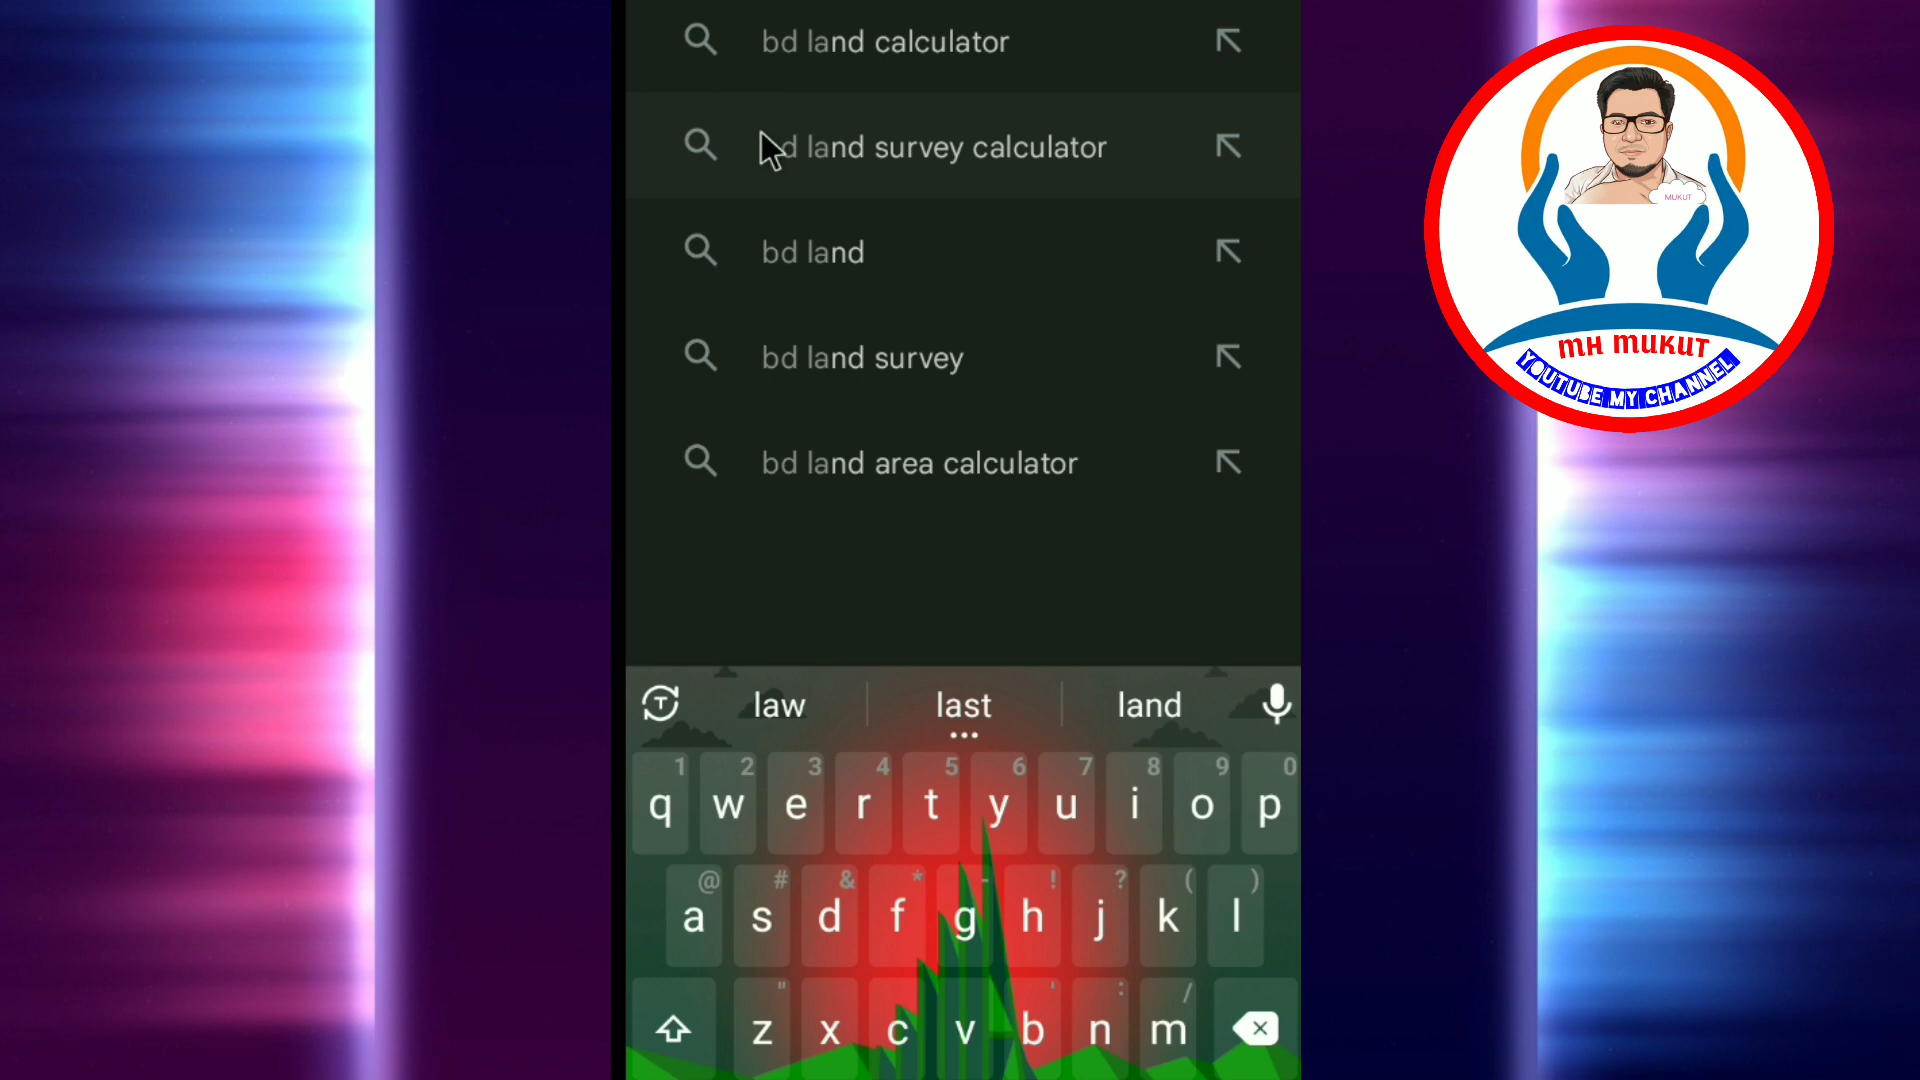 bd land calculator
bd land survey calculator
bd land
bd land survey
bd land area calculator
law last land
1 2 3 4 5 6 7 8 9 0
q w e r t y u i o p
@ # & * - ! ? ( )
a s d f g h j k l
" ' : /
z x c v b n m
MUKUT
MH MUKUT
YOUTUBE MY CHANNEL